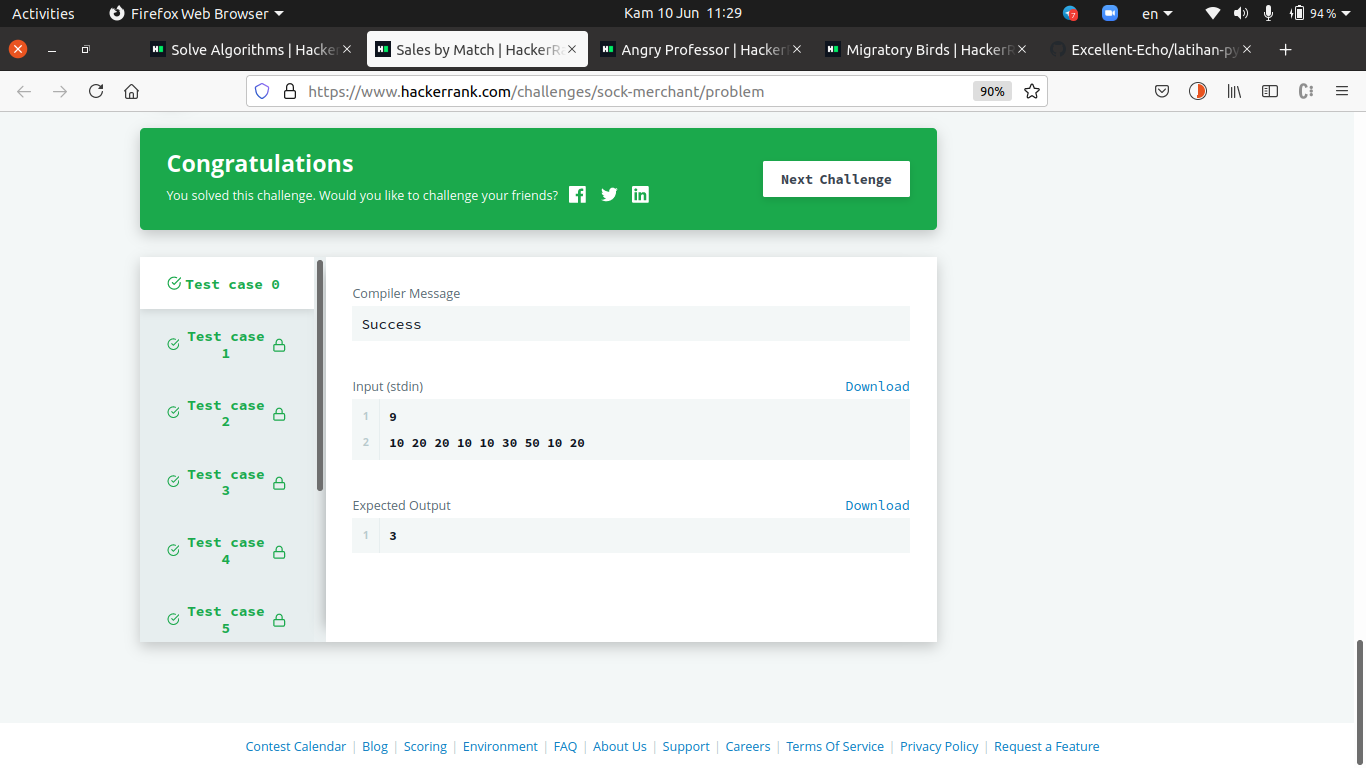 Activities Firefox Web Browser Kam 10 Jun 11:29 7 en 94 %
Solve Algorithms | Hacker Sales by Match | HackerRa Angry Professor | Hacker Migratory Birds | HackerR Excellent-Echo/latihan-py
https://www.hackerrank.com/challenges/sock-merchant/problem 90%
Congratulations
You solved this challenge. Would you like to challenge your friends?
Next Challenge
Test case 0
Test case
1
Test case
2
Test case
3
Test case
4
Test case
5
Compiler Message
Success
Input (stdin) Download
1 9
2 10 20 20 10 10 30 50 10 20
Expected Output Download
1 3
Contest Calendar | Blog | Scoring | Environment | FAQ | About Us | Support | Careers | Terms Of Service | Privacy Policy | Request a Feature